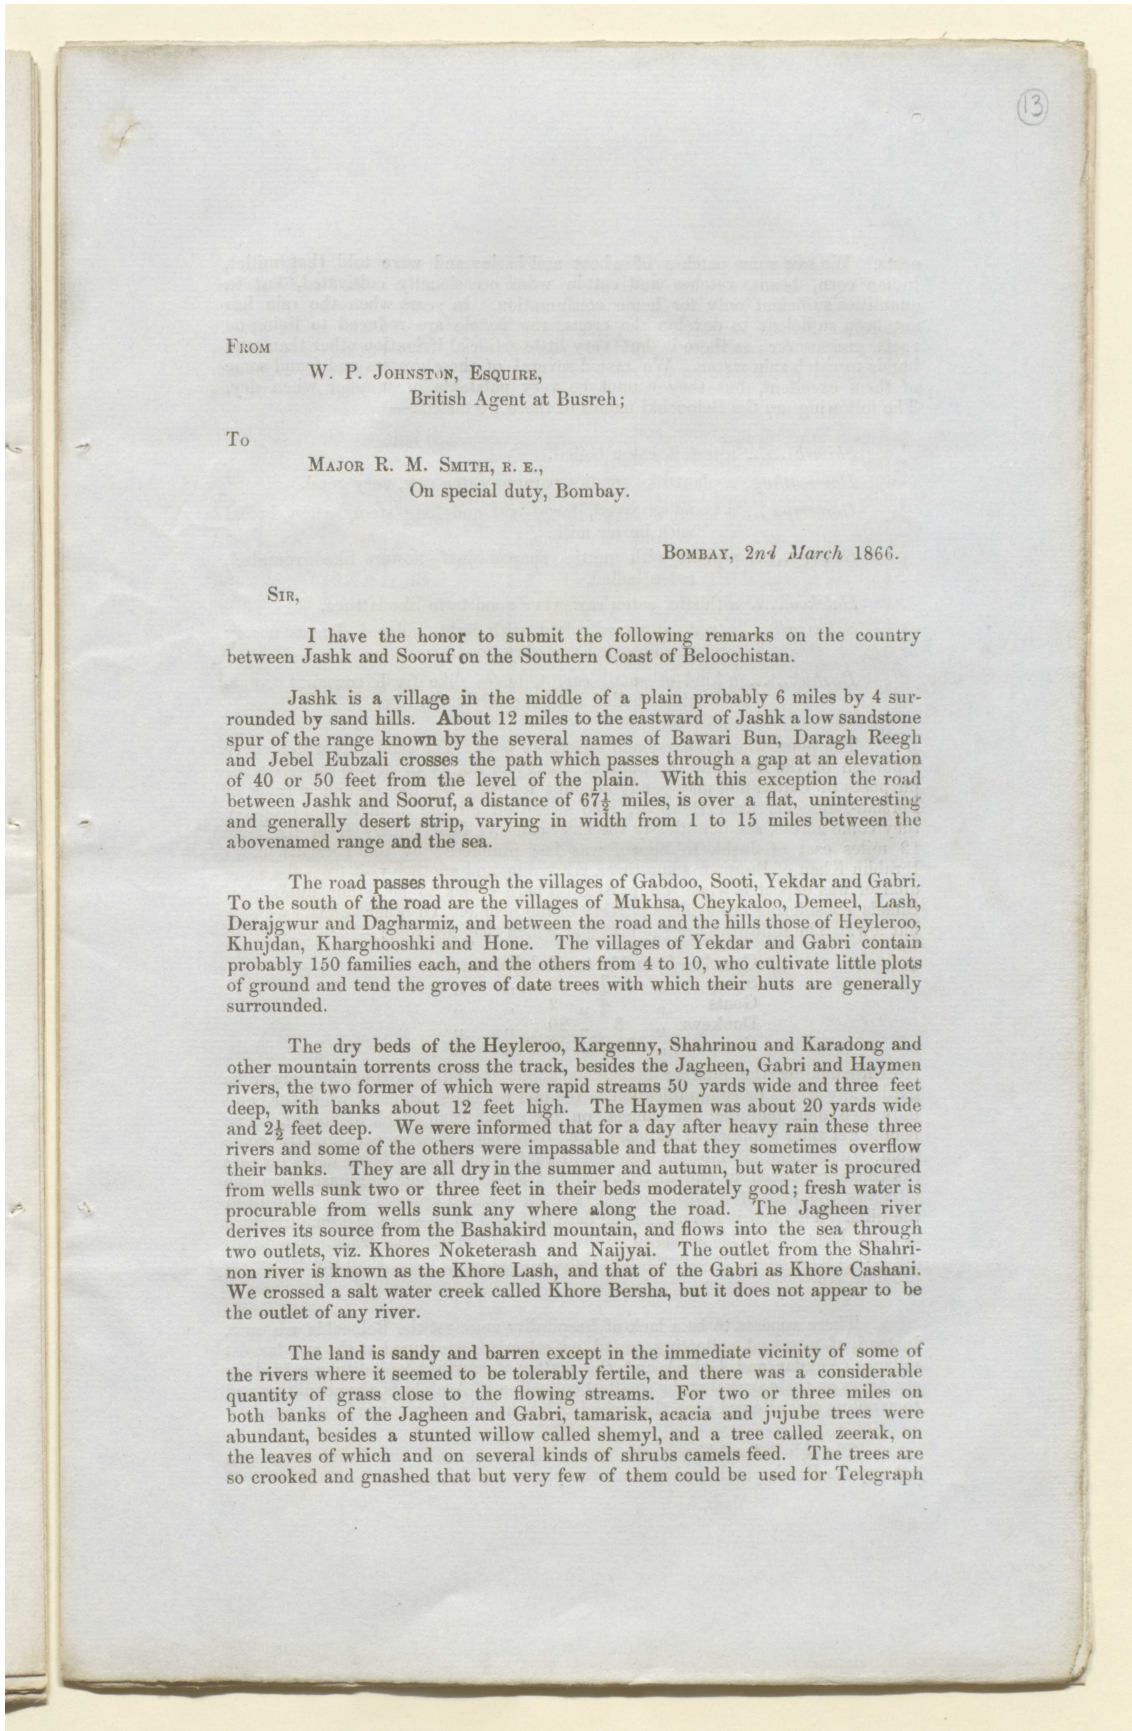 13
FROM
W. P. JOHNSTON, ESQUIRE,
British Agent at Busreh;
To
MAJOR R. M. SMITH, R. E.,
On special duty, Bombay.
BOMBAY, 2nd March 1866.
SIR,
I have the honor to submit the following remarks on the country
between Jashk and Sooruf on the Southern Coast of Beloochistan.
Jashk is a village in the middle of a plain probably 6 miles by 4 sur-
rounded by sand hills. About 12 miles to the eastward of Jashk a low sandstone
spur of the range known by the several names of Bawari Bun, Daragh Reegh
and Jebel Eubzali crosses the path which passes through a gap at an elevation
of 40 or 50 feet from the level of the plain. With this exception the road
between Jashk and Sooruf, a distance of 67½ miles, is over a flat, uninteresting
and generally desert strip, varying in width from 1 to 15 miles between the
abovenamed range and the sea.
The road passes through the villages of Gabdoo, Sooti, Yekdar and Gabri.
To the south of the road are the villages of Mukhsa, Cheykaloo, Demeel, Lash,
Derajgwur and Dagharmiz, and between the road and the hills those of Heyleroo,
Khujdan, Kharghooshki and Hone. The villages of Yekdar and Gabri contain
probably 150 families each, and the others from 4 to 10, who cultivate little plots
of ground and tend the groves of date trees with which their huts are generally
surrounded.
The dry beds of the Heyleroo, Kargenny, Shahrinou and Karadong and
other mountain torrents cross the track, besides the Jagheen, Gabri and Haymen
rivers, the two former of which were rapid streams 50 yards wide and three feet
deep, with banks about 12 feet high. The Haymen was about 20 yards wide
and 2½ feet deep. We were informed that for a day after heavy rain these three
rivers and some of the others were impassable and that they sometimes overflow
their banks. They are all dry in the summer and autumn, but water is procured
from wells sunk two or three feet in their beds moderately good; fresh water is
procurable from wells sunk any where along the road. The Jagheen river
derives its source from the Bashakird mountain, and flows into the sea through
two outlets, viz. Khores Noketerash and Naijyai. The outlet from the Shahri-
non river is known as the Khore Lash, and that of the Gabri as Khore Cashani.
We crossed a salt water creek called Khore Bersha, but it does not appear to be
the outlet of any river.
The land is sandy and barren except in the immediate vicinity of some of
the rivers where it seemed to be tolerably fertile, and there was a considerable
quantity of grass close to the flowing streams. For two or three miles on
both banks of the Jagheen and Gabri, tamarisk, acacia and jujube trees were
abundant, besides a stunted willow called shemyl, and a tree called zeerak, on
the leaves of which and on several kinds of shrubs camels feed. The trees are
so crooked and gnashed that but very few of them could be used for Telegraph